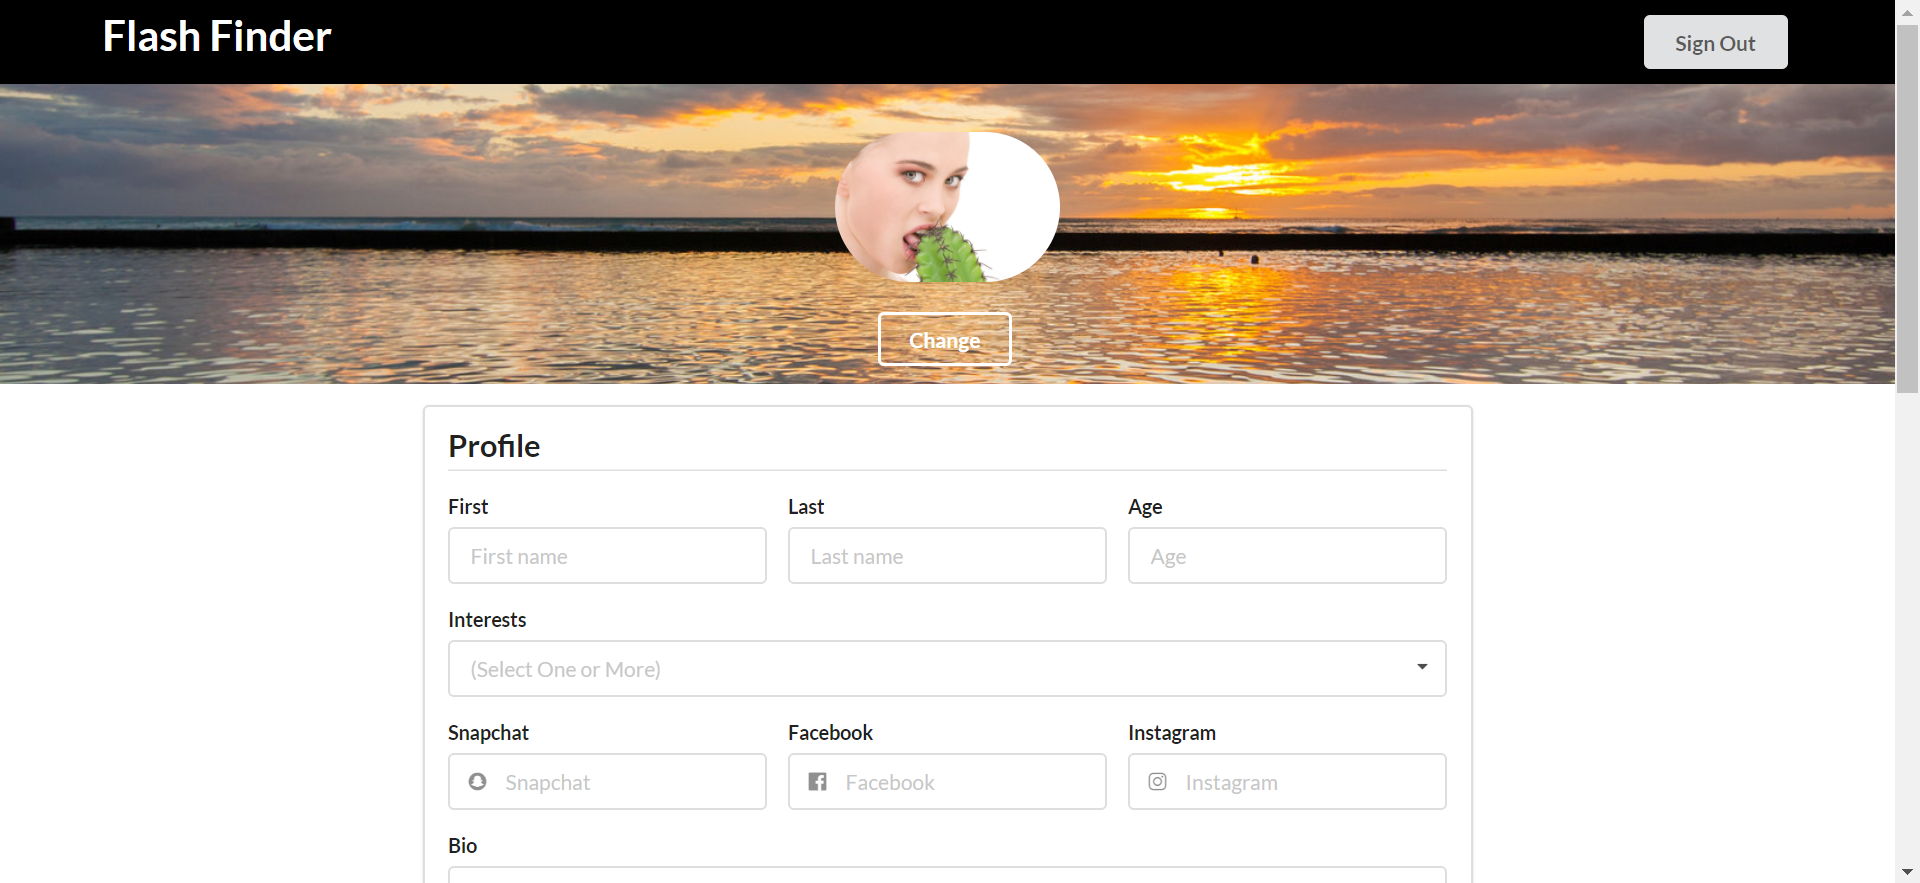 Flash Finder
Sign Out
Change
Profile
First Last Age
First name Last name Age
Interests
(Select One or More)
Snapchat Facebook Instagram
Snapchat Facebook Instagram
Bio